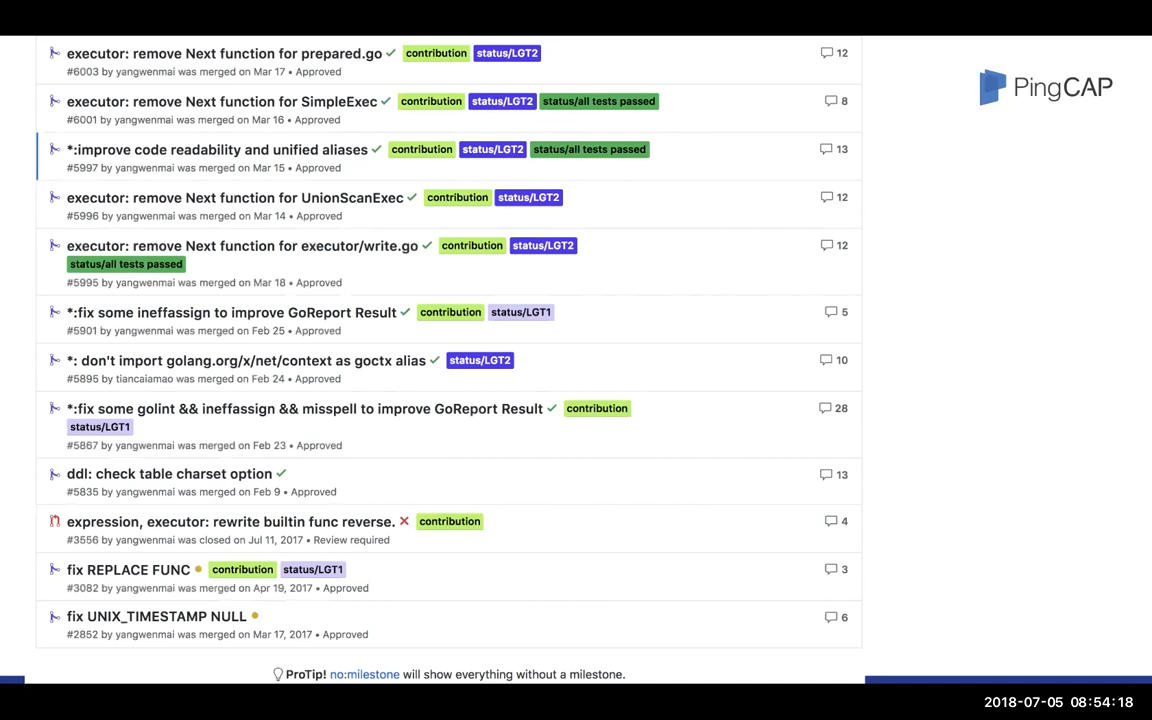 executor: remove Next function for prepared.go contribution status/LGT2 12
#6003 by yangwenmai was merged on Mar 17 • Approved
PingCAP
executor: remove Next function for SimpleExec contribution status/LGT2 status/all tests passed 8
#6001 by yangwenmai was merged on Mar 16 • Approved
*:improve code readability and unified aliases contribution status/LGT2 status/all tests passed 13
#5997 by yangwenmai was merged on Mar 15 • Approved
executor: remove Next function for UnionScanExec contribution status/LGT2 12
#5996 by yangwenmai was merged on Mar 14 • Approved
executor: remove Next function for executor/write.go contribution status/LGT2 12
status/all tests passed
#5995 by yangwenmai was merged on Mar 18 • Approved
*:fix some ineffassign to improve GoReport Result contribution status/LGT1 5
#5901 by yangwenmai was merged on Feb 25 • Approved
*: don't import golang.org/x/net/context as goctx alias status/LGT2 10
#5895 by tiancaiamao was merged on Feb 24 • Approved
*:fix some golint && ineffassign && misspell to improve GoReport Result contribution 28
status/LGT1
#5867 by yangwenmai was merged on Feb 23 • Approved
ddl: check table charset option 13
#5835 by yangwenmai was merged on Feb 9 • Approved
expression, executor: rewrite builtin func reverse. contribution 4
#3556 by yangwenmai was closed on Jul 11, 2017 • Review required
fix REPLACE FUNC contribution status/LGT1 3
#3082 by yangwenmai was merged on Apr 19, 2017 • Approved
fix UNIX_TIMESTAMP NULL 6
#2852 by yangwenmai was merged on Mar 17, 2017 • Approved
ProTip! no:milestone will show everything without a milestone.
2018-07-05 08:54:18